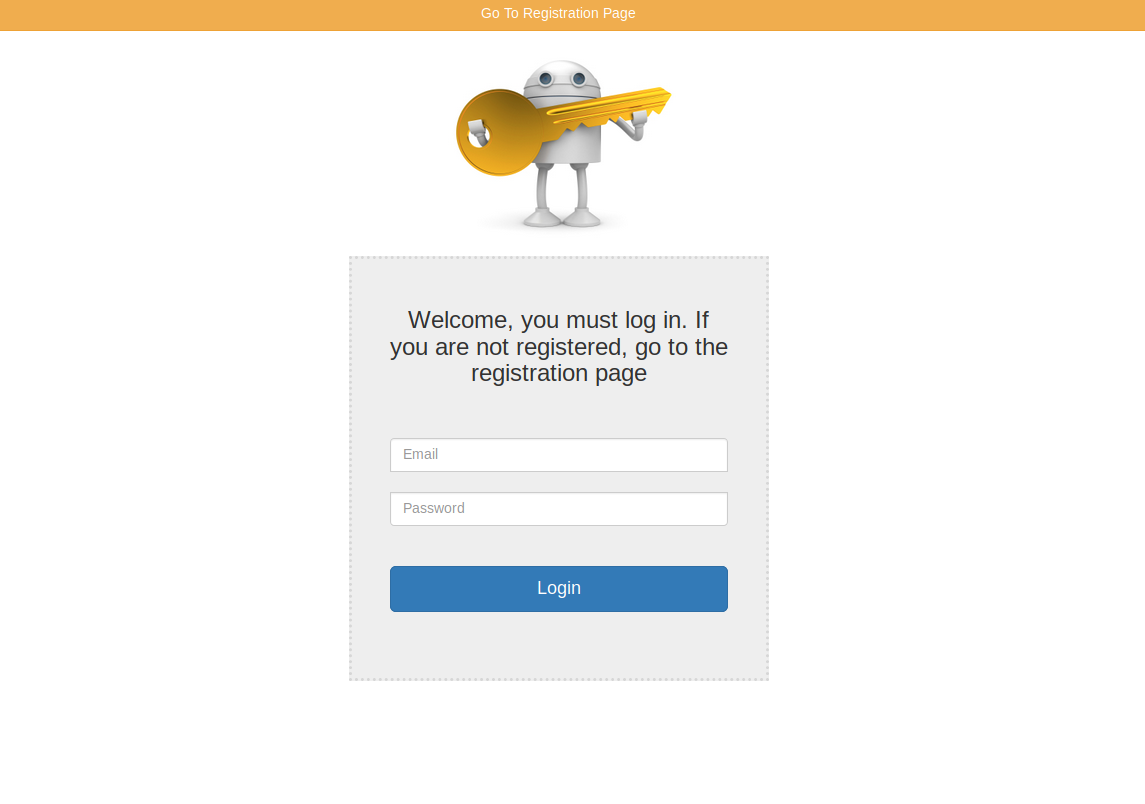 Go To Registration Page
Welcome, you must log in. If
you are not registered, go to the
registration page
Email
Password
Login